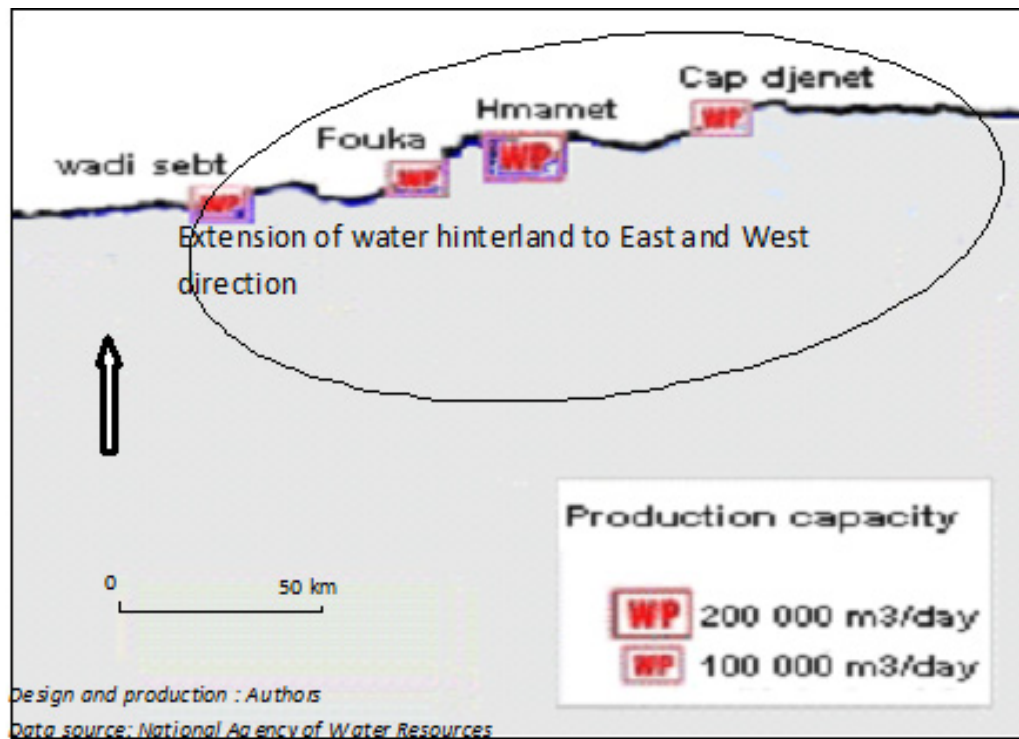 Cap djenet
Hmamet
Fouka
wadi sebt
WP
WP
WP
WP
Extension of water hinterland to East and West
direction
0 50 km
Production capacity
WP 200 000 m3/day
WP 100 000 m3/day
Design and production : Authors
Data source: National Agency of Water Resources